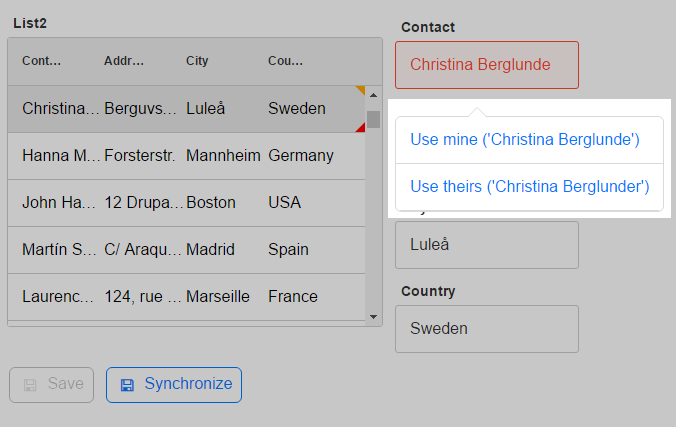 List2
Cont... Addr... City Cou...
Christina... Berguvs... Luleå Sweden
Hanna M... Forsterstr. Mannheim Germany
John Ha... 12 Drupa... Boston USA
Martín S... C/ Araqu... Madrid Spain
Laurenc... 124, rue ... Marseille France
Save
Synchronize
Contact
Christina Berglunde
Use mine ('Christina Berglunde')
Use theirs ('Christina Berglunder')
Luleå
Country
Sweden